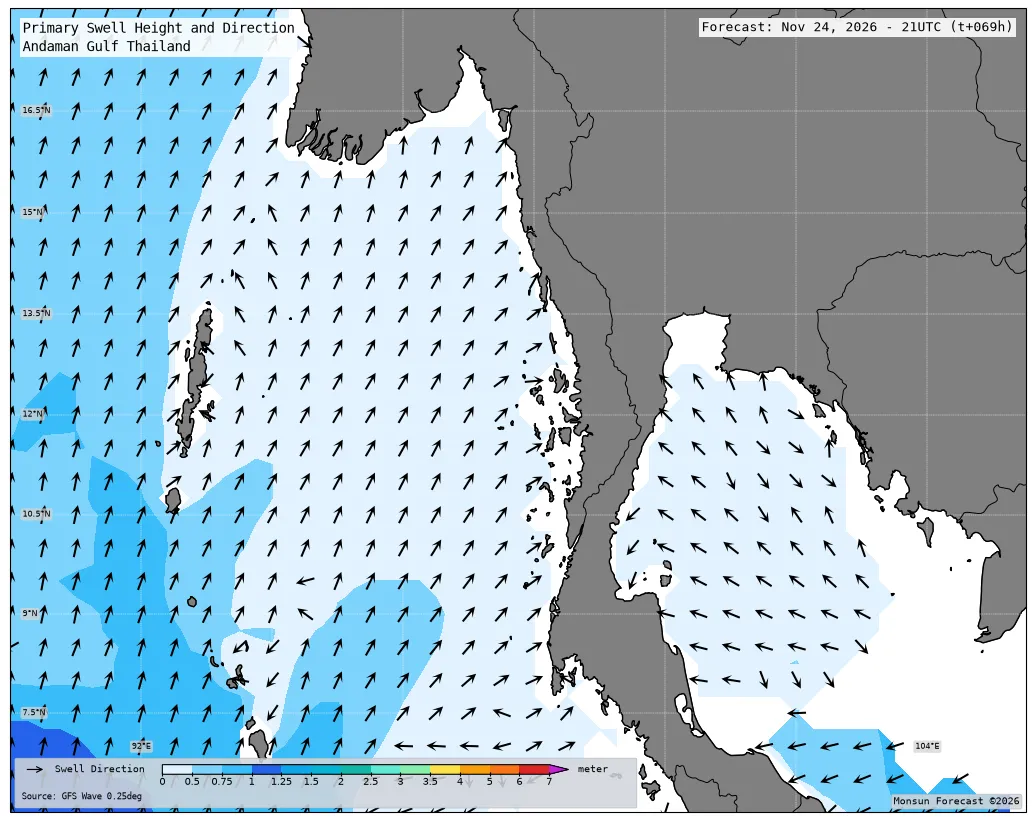 Primary Swell Height and Direction
Andaman Gulf Thailand
Forecast: Nov 24, 2026 - 21UTC (t+069h)
16.5°N
15°N
13.5°N
12°N
10.5°N
9°N
7.5°N
92°E
104°E
Swell Direction
0 0.5 0.75 1 1.25 1.5 2 2.5 3 3.5 4 5 6 7
meter
Source: GFS Wave 0.25deg
Monsun Forecast ©2026